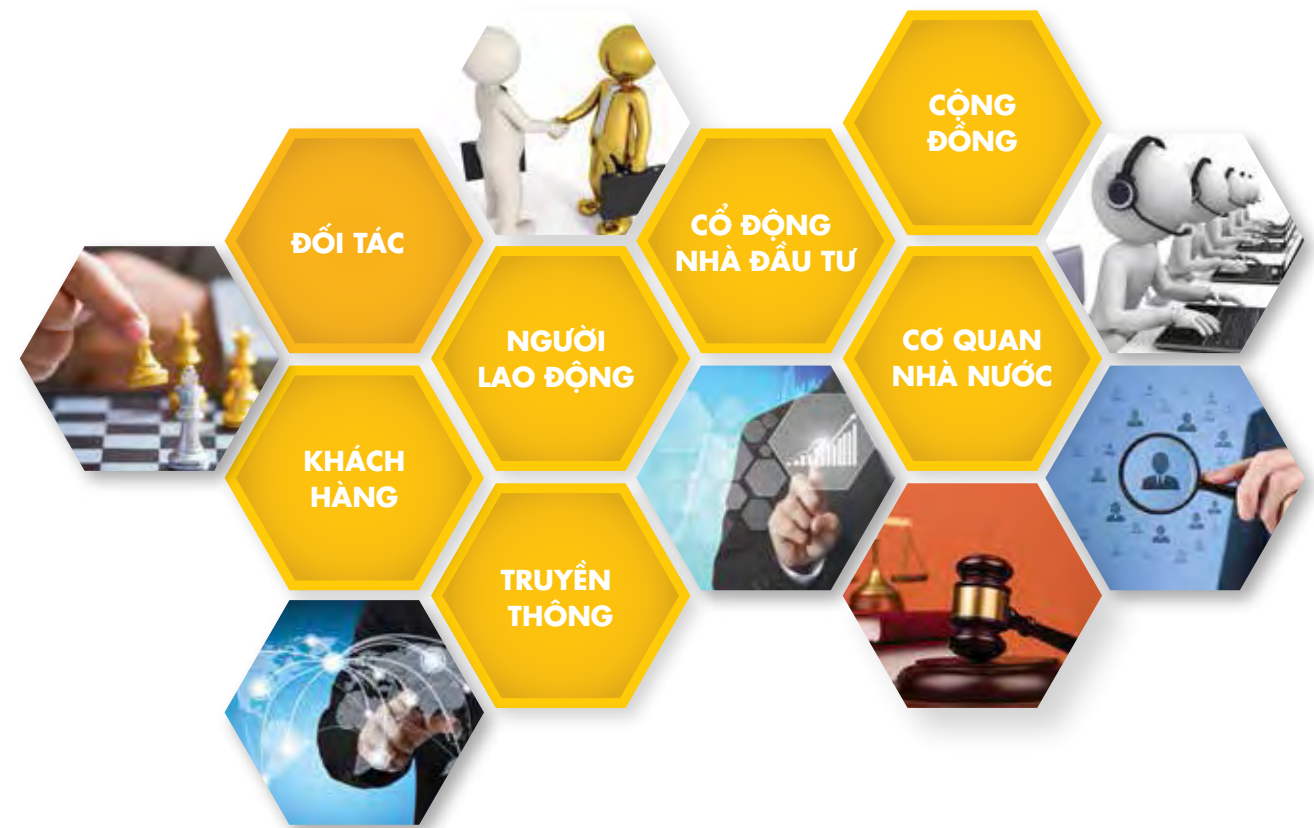 CỘNG
ĐỒNG
ĐỐI TÁC
CỔ ĐỘNG
NHÀ ĐẦU TƯ
NGƯỜI
LAO ĐỘNG
CƠ QUAN
NHÀ NƯỚC
KHÁCH
HÀNG
TRUYỀN
THÔNG